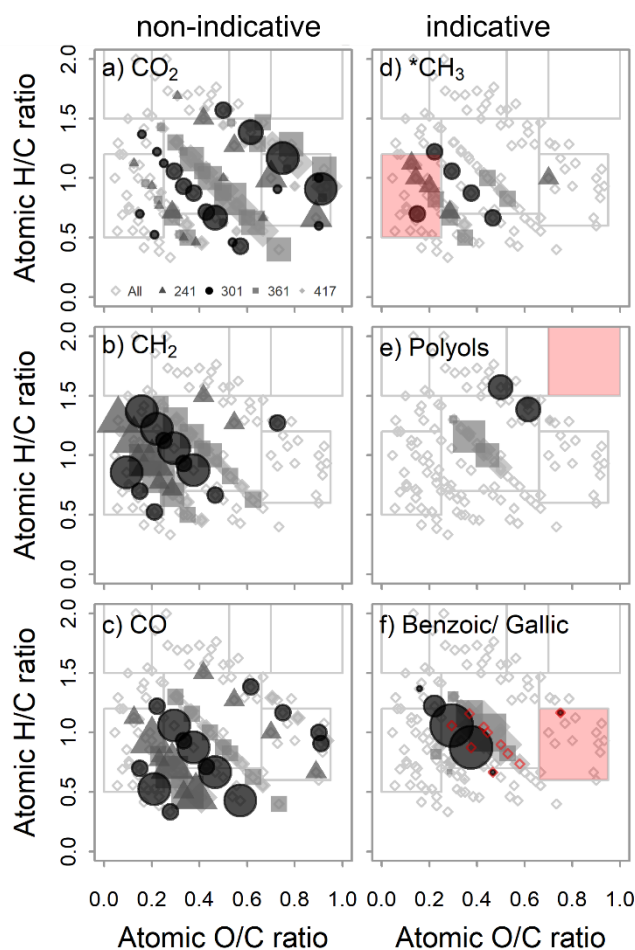 non-indicative
indicative
Atomic H/C ratio
0.0 0.5 1.0 1.5 2.0
a) CO₂
◇ All ▲ 241 ● 301 ■ 361 ◆ 417
d) *CH₃
Atomic H/C ratio
0.0 0.5 1.0 1.5 2.0
b) CH₂
e) Polyols
Atomic H/C ratio
0.0 0.5 1.0 1.5 2.0
c) CO
f) Benzoic/ Gallic
0.0 0.2 0.4 0.6 0.8 1.0
0.0 0.2 0.4 0.6 0.8 1.0
Atomic O/C ratio
Atomic O/C ratio